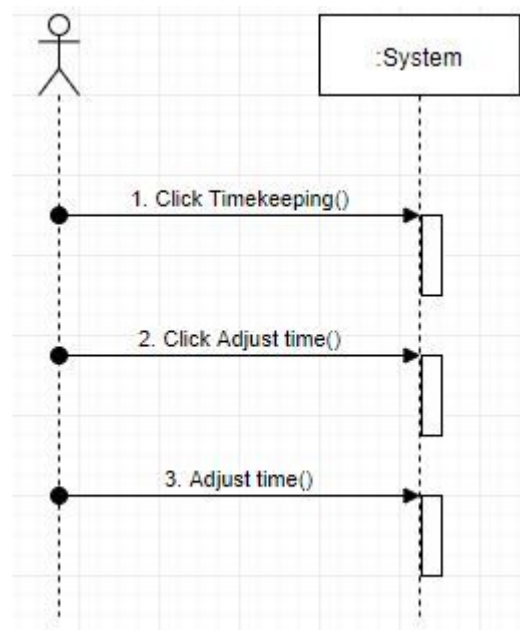 :System
1. Click Timekeeping()
2. Click Adjust time()
3. Adjust time()